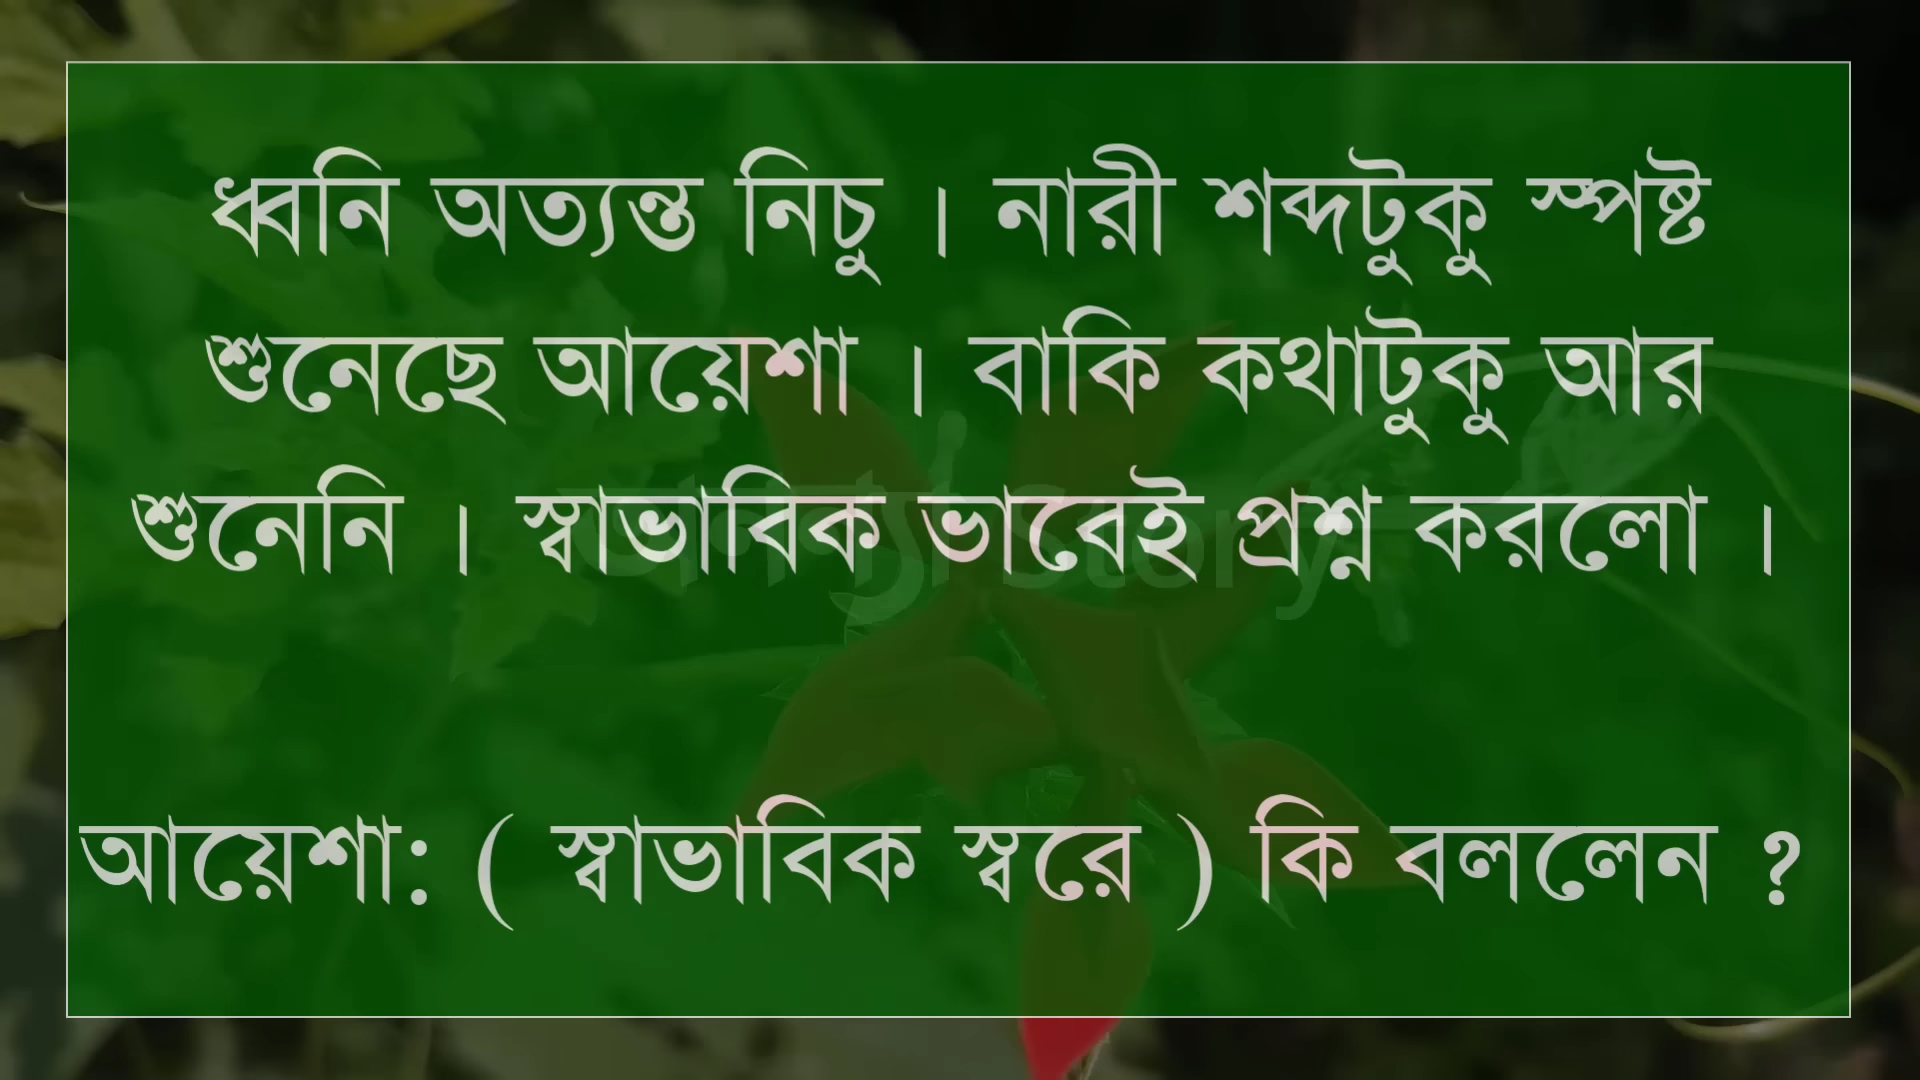 ধ্বনি অত্যন্ত নিচু । নারী শব্দটুকু স্পষ্ট
শুনেছে আয়েশা । বাকি কথাটুকু আর
শুনেনি । স্বাভাবিক ভাবেই প্রশ্ন করলো ।
আয়েশা: ( স্বাভাবিক স্বরে ) কি বললেন ?